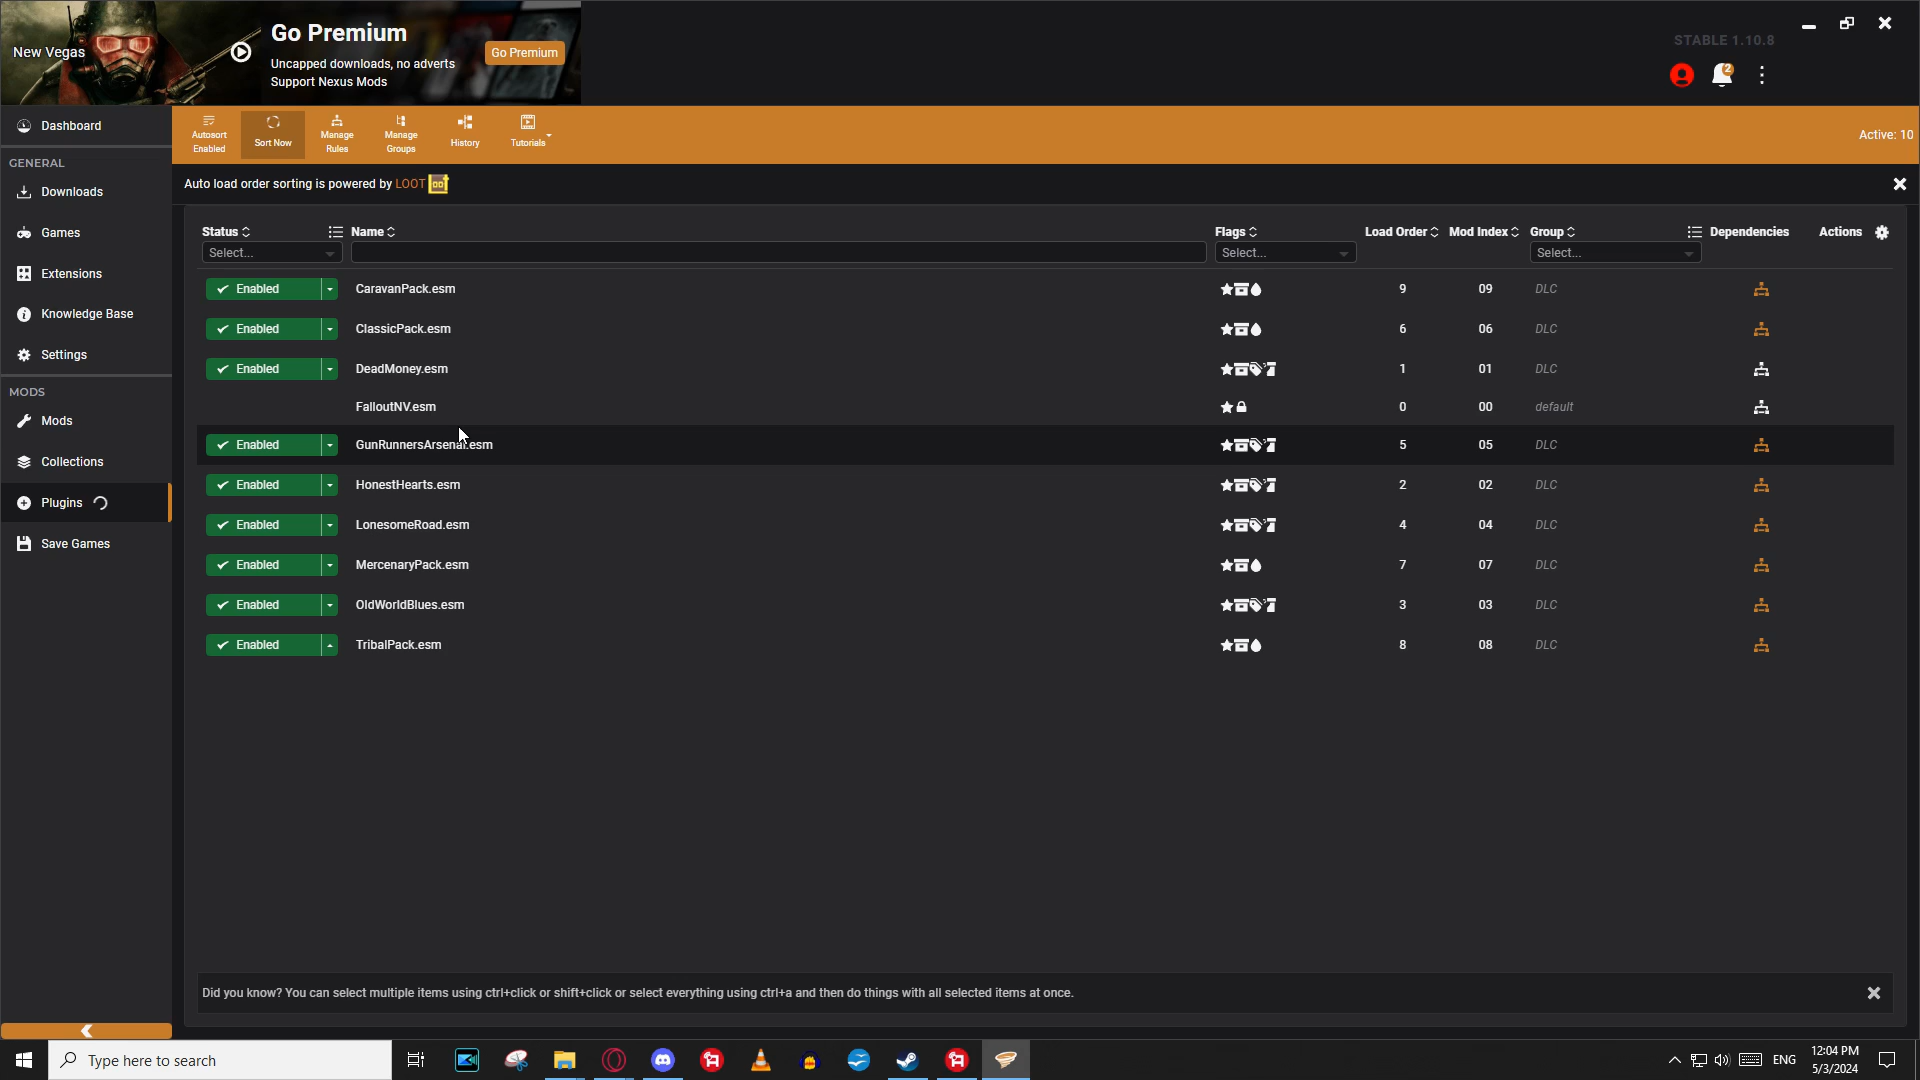 New Vegas
Go Premium
Uncapped downloads, no adverts
Support Nexus Mods
Go Premium
STABLE 1.10.8
2
Dashboard
GENERAL
Downloads
Games
Extensions
Knowledge Base
Settings
MODS
Mods
Collections
Plugins
Save Games
Autosort
Enabled
Sort Now
Manage
Rules
Manage
Groups
History
Tutorials
Active: 10
Auto load order sorting is powered by LOOT
Status Name Flags Load Order Mod Index Group Dependencies Actions
Select... Select... Select...
Enabled CaravanPack.esm 9 09 DLC
Enabled ClassicPack.esm 6 06 DLC
Enabled DeadMoney.esm 1 01 DLC
FalloutNV.esm 0 00 default
Enabled GunRunnersArsenal.esm 5 05 DLC
Enabled HonestHearts.esm 2 02 DLC
Enabled LonesomeRoad.esm 4 04 DLC
Enabled MercenaryPack.esm 7 07 DLC
Enabled OldWorldBlues.esm 3 03 DLC
Enabled TribalPack.esm 8 08 DLC
Did you know? You can select multiple items using ctrl+click or shift+click or select everything using ctrl+a and then do things with all selected items at once.
Type here to search
ENG
12:04 PM
5/3/2024